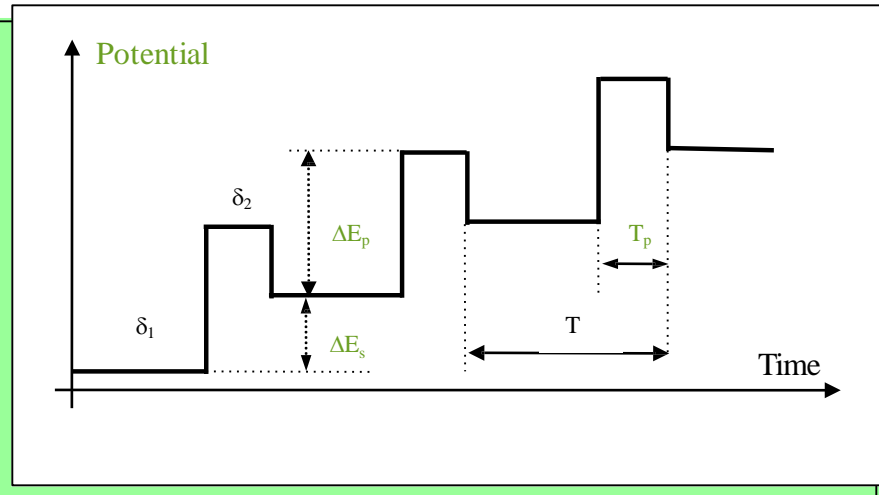 Potential
δ₂
ΔEₚ
Tₚ
δ₁
ΔEₛ
T
Time